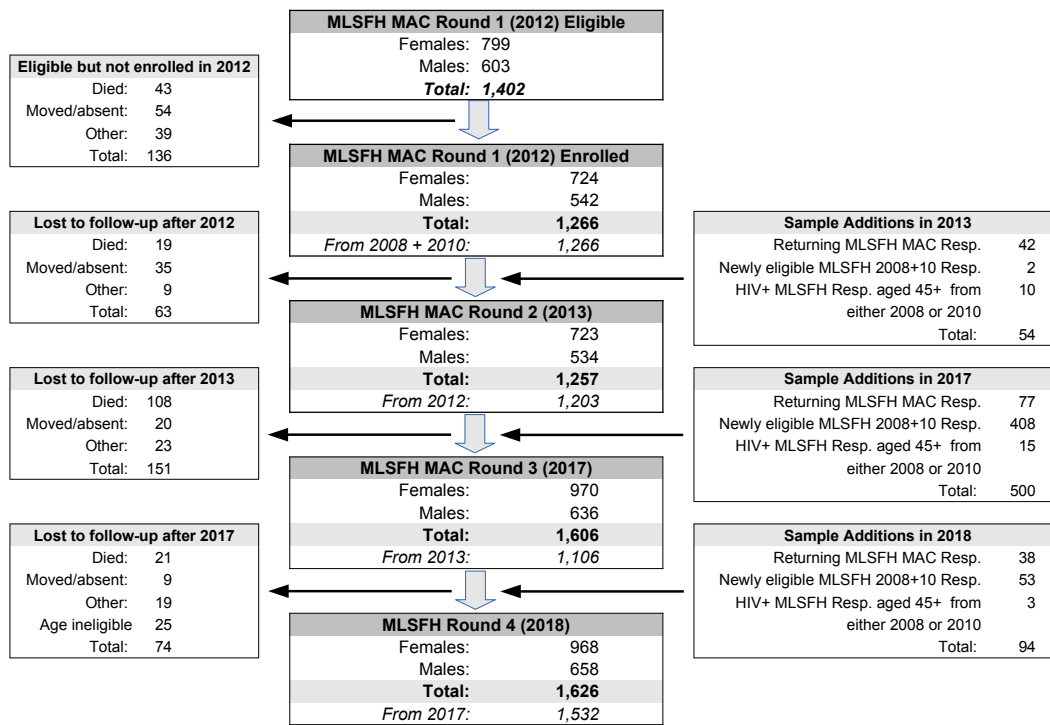 MLSFH MAC Round 1 (2012) Eligible
Females: 799
Males: 603
Total: 1,402
Eligible but not enrolled in 2012
Died: 43
Moved/absent: 54
Other: 39
Total: 136
MLSFH MAC Round 1 (2012) Enrolled
Females: 724
Males: 542
Total: 1,266
From 2008 + 2010: 1,266
Lost to follow-up after 2012
Died: 19
Moved/absent: 35
Other: 9
Total: 63
Sample Additions in 2013
Returning MLSFH MAC Resp. 42
Newly eligible MLSFH 2008+10 Resp. 2
HIV+ MLSFH Resp. aged 45+ from 10
either 2008 or 2010
Total: 54
MLSFH MAC Round 2 (2013)
Females: 723
Males: 534
Total: 1,257
From 2012: 1,203
Lost to follow-up after 2013
Died: 108
Moved/absent: 20
Other: 23
Total: 151
Sample Additions in 2017
Returning MLSFH MAC Resp. 77
Newly eligible MLSFH 2008+10 Resp. 408
HIV+ MLSFH Resp. aged 45+ from 15
either 2008 or 2010
Total: 500
MLSFH MAC Round 3 (2017)
Females: 970
Males: 636
Total: 1,606
From 2013: 1,106
Lost to follow-up after 2017
Died: 21
Moved/absent: 9
Other: 19
Age ineligible 25
Total: 74
Sample Additions in 2018
Returning MLSFH MAC Resp. 38
Newly eligible MLSFH 2008+10 Resp. 53
HIV+ MLSFH Resp. aged 45+ from 3
either 2008 or 2010
Total: 94
MLSFH Round 4 (2018)
Females: 968
Males: 658
Total: 1,626
From 2017: 1,532